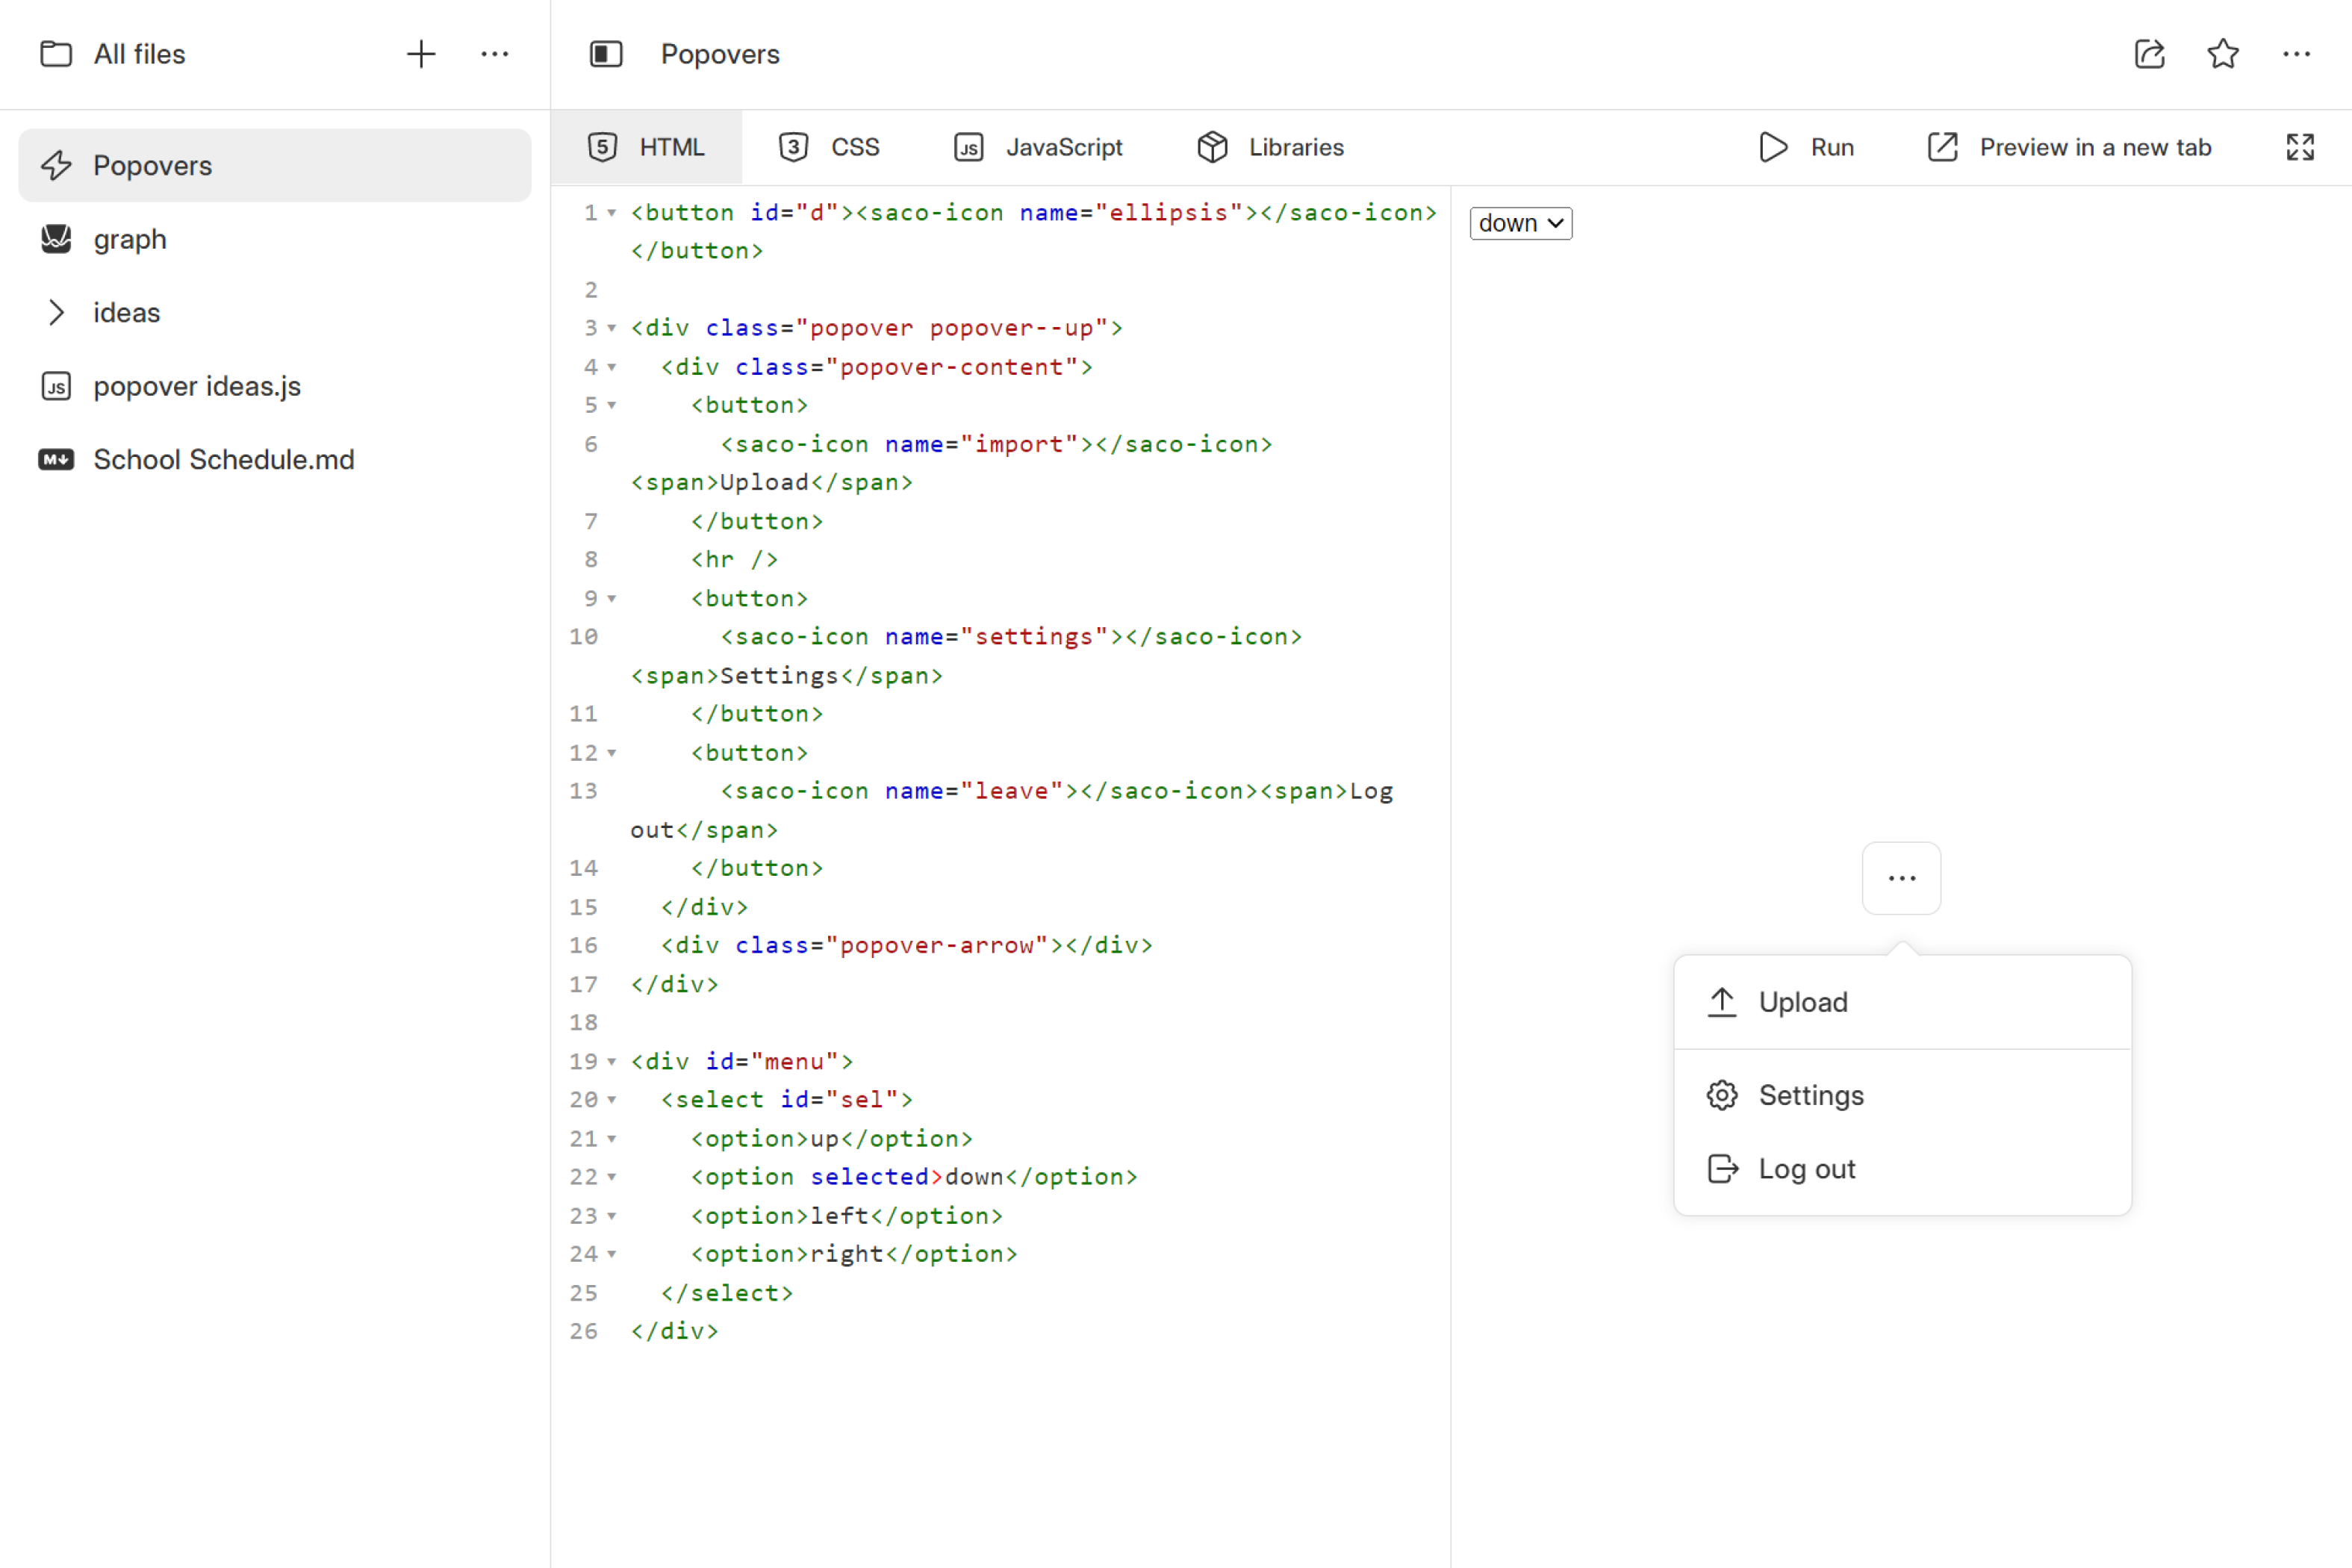 All files
Popovers
graph
ideas
popover ideas.js
School Schedule.md
Popovers
HTML CSS JavaScript Libraries Run Preview in a new tab
1 <button id="d"><saco-icon name="ellipsis"></saco-icon>
</button>
2
3 <div class="popover popover--up">
4   <div class="popover-content">
5     <button>
6       <saco-icon name="import"></saco-icon>
<span>Upload</span>
7     </button>
8     <hr />
9     <button>
10       <saco-icon name="settings"></saco-icon>
<span>Settings</span>
11     </button>
12     <button>
13       <saco-icon name="leave"></saco-icon><span>Log
out</span>
14     </button>
15   </div>
16   <div class="popover-arrow"></div>
17 </div>
18
19 <div id="menu">
20   <select id="sel">
21     <option>up</option>
22     <option selected>down</option>
23     <option>left</option>
24     <option>right</option>
25   </select>
26 </div>
down
Upload
Settings
Log out